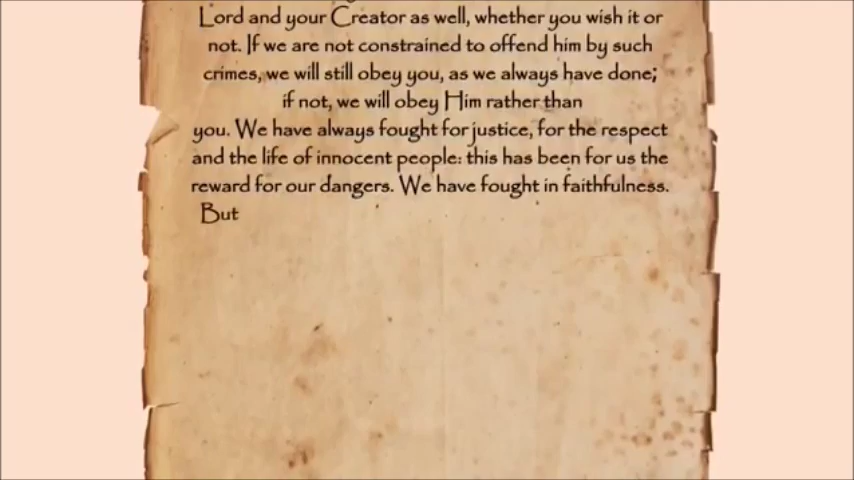 Lord and your Creator as well, whether you wish it or
not. If we are not constrained to offend him by such
crimes, we will still obey you, as we always have done;
if not, we will obey Him rather than
you. We have always fought for justice, for the respect
and the life of innocent people: this has been for us the
reward for our dangers. We have fought in faithfulness.
But